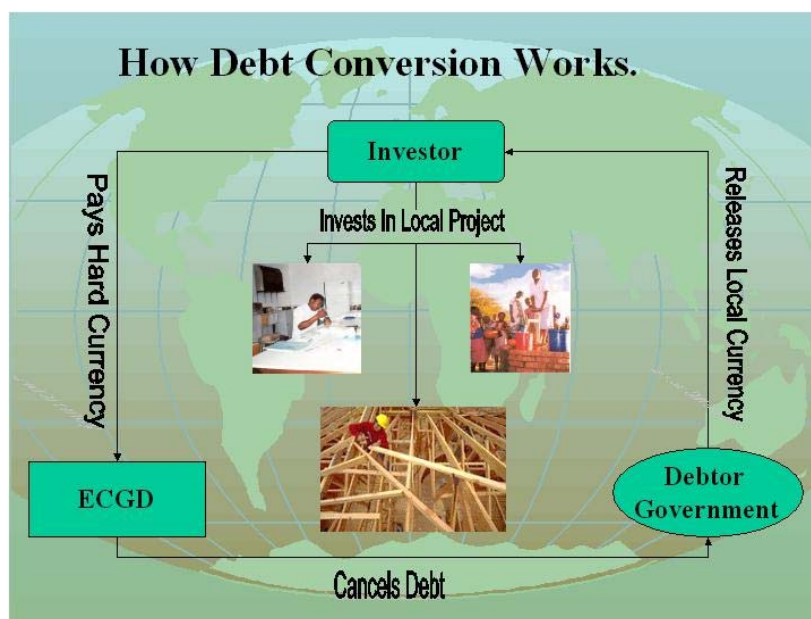 How Debt Conversion Works.
Investor
Invests In Local Project
Pays Hard Currency
Releases Local Currency
ECGD
Debtor
Government
Cancels Debt